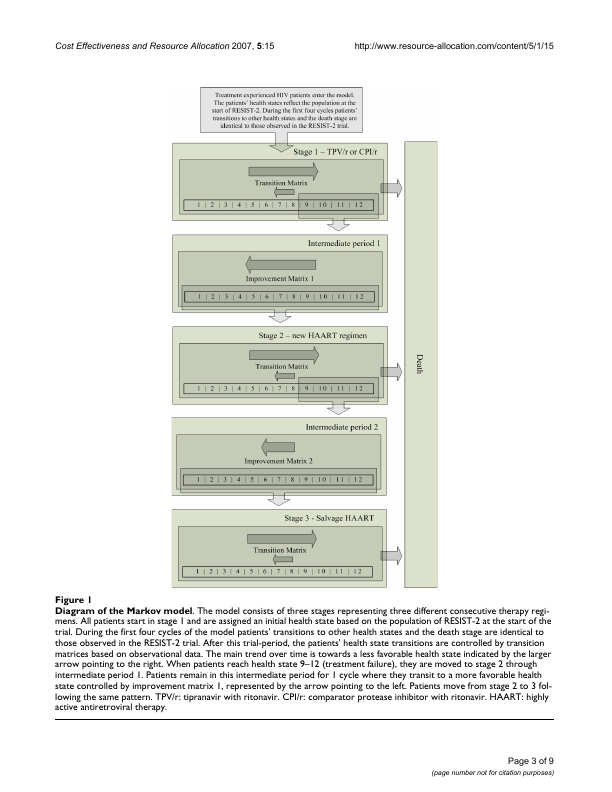 Cost Effectiveness and Resource Allocation 2007, 5:15
http://www.resource-allocation.com/content/5/1/15
Treatment experienced HIV patients enter the model.
The patients' health states reflect the population at the
start of RESIST-2. During the first four cycles patients'
transitions to other health states and the death stage are
identical to those observed in the RESIST-2 trial.
Stage 1 – TPV/r or CPI/r
Transition Matrix
1 | 2 | 3 | 4 | 5 | 6 | 7 | 8 | 9 | 10 | 11 | 12
Intermediate period 1
Improvement Matrix 1
1 | 2 | 3 | 4 | 5 | 6 | 7 | 8 | 9 | 10 | 11 | 12
Stage 2 – new HAART regimen
Transition Matrix
1 | 2 | 3 | 4 | 5 | 6 | 7 | 8 | 9 | 10 | 11 | 12
Death
Intermediate period 2
Improvement Matrix 2
1 | 2 | 3 | 4 | 5 | 6 | 7 | 8 | 9 | 10 | 11 | 12
Stage 3 - Salvage HAART
Transition Matrix
1 | 2 | 3 | 4 | 5 | 6 | 7 | 8 | 9 | 10 | 11 | 12
Figure 1
Diagram of the Markov model. The model consists of three stages representing three different consecutive therapy regi-
mens. All patients start in stage 1 and are assigned an initial health state based on the population of RESIST-2 at the start of the
trial. During the first four cycles of the model patients' transitions to other health states and the death stage are identical to
those observed in the RESIST-2 trial. After this trial-period, the patients' health state transitions are controlled by transition
matrices based on observational data. The main trend over time is towards a less favorable health state indicated by the larger
arrow pointing to the right. When patients reach health state 9–12 (treatment failure), they are moved to stage 2 through
intermediate period 1. Patients remain in this intermediate period for 1 cycle where they transit to a more favorable health
state controlled by improvement matrix 1, represented by the arrow pointing to the left. Patients move from stage 2 to 3 fol-
lowing the same pattern. TPV/r: tipranavir with ritonavir. CPI/r: comparator protease inhibitor with ritonavir. HAART: highly
active antiretroviral therapy.
Page 3 of 9
(page number not for citation purposes)